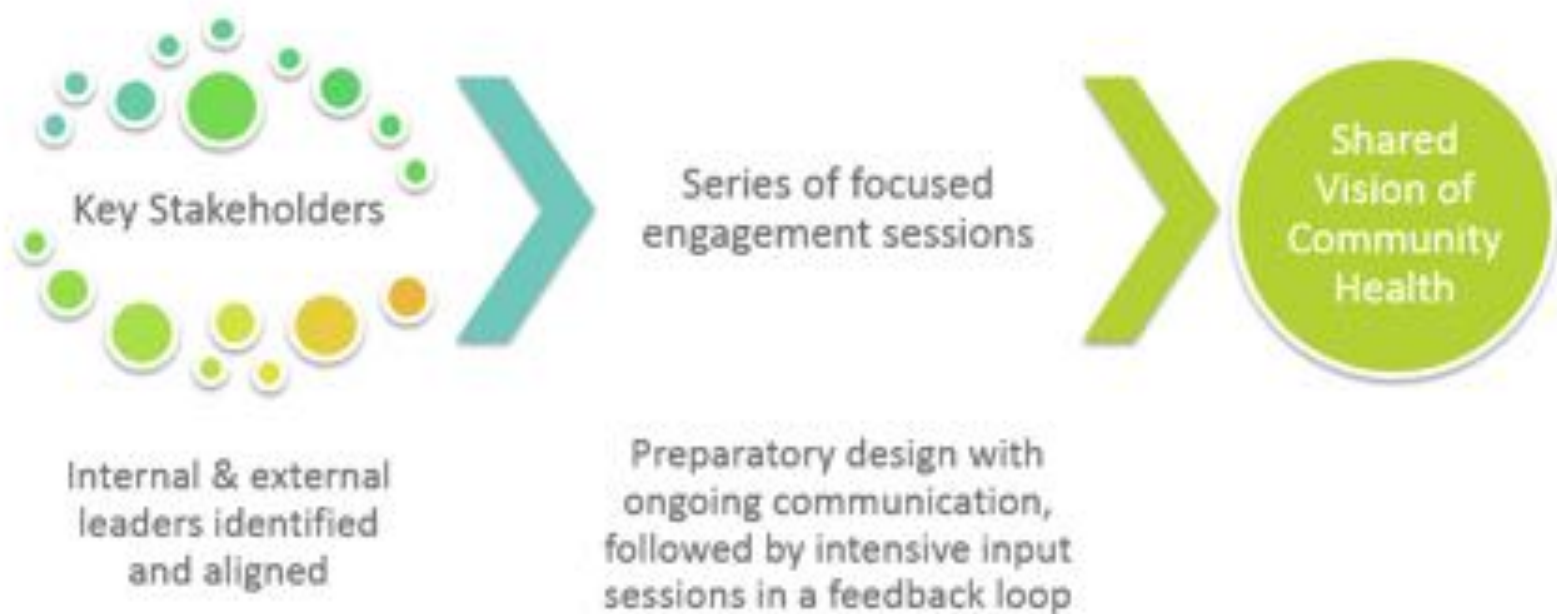 Key Stakeholders
Internal & external
leaders identified
and aligned
Series of focused
engagement sessions
Preparatory design with
ongoing communication,
followed by intensive input
sessions in a feedback loop
Shared
Vision of
Community
Health